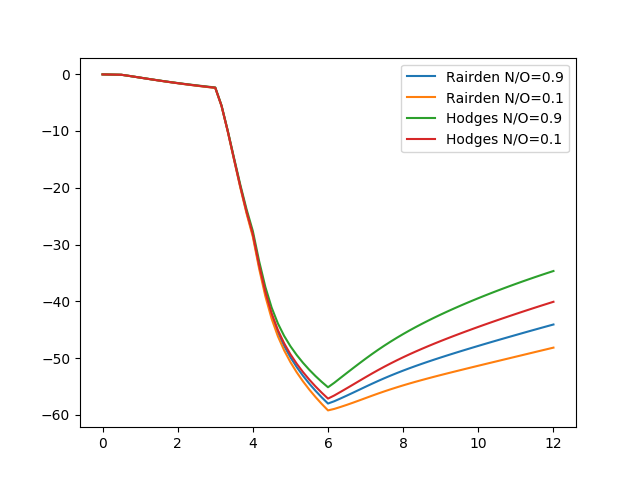 0
−10
−20
−30
−40
−50
−60
0 2 4 6 8 10 12
Rairden N/O=0.9
Rairden N/O=0.1
Hodges N/O=0.9
Hodges N/O=0.1